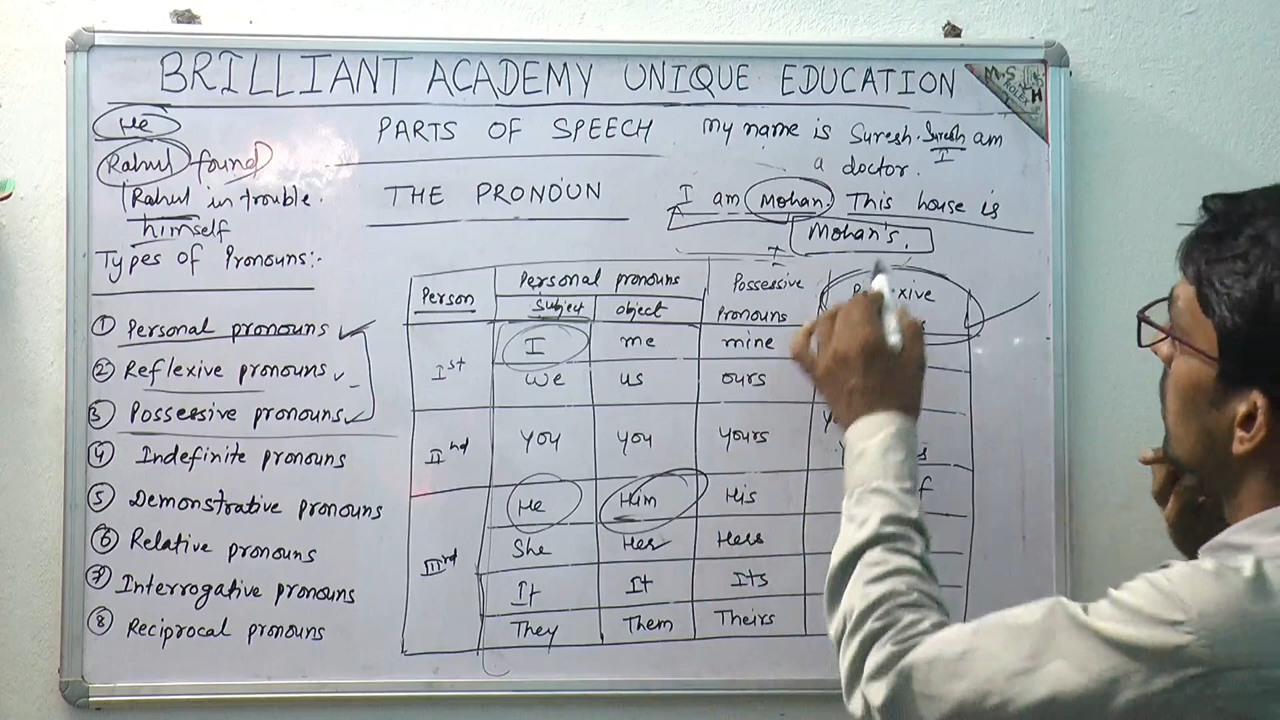 BRILLIANT ACADEMY UNIQUE EDUCATION
M.S
ROLEX
H
He
PARTS OF SPEECH
My name is Suresh. Suresh am
I
a doctor.
Rahul found
Rahul in trouble.
himself
THE PRONOUN
I am Mohan. This house is
Mohan's.
Types of Pronouns:-
① Personal pronouns
② Reflexive pronouns
③ Possessive pronouns
④ Indefinite pronouns
⑤ Demonstrative pronouns
⑥ Relative pronouns
⑦ Interrogative pronouns
⑧ Reciprocal pronouns
Person Personal pronouns Possessive pronouns
Subject object
Ist I me mine
we us ours
IInd you you yours
IIIrd He Him His
She Her Hers
It It Its
They Them Theirs